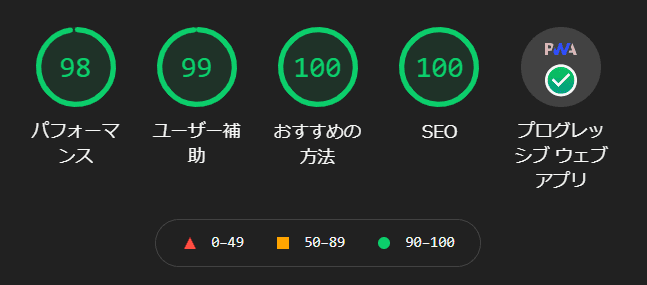 98
99
100
100
PWA
パフォーマ
ンス
ユーザー補
助
おすすめの
方法
SEO
プログレッ
シブ ウェブ
アプリ
0–49
50–89
90–100